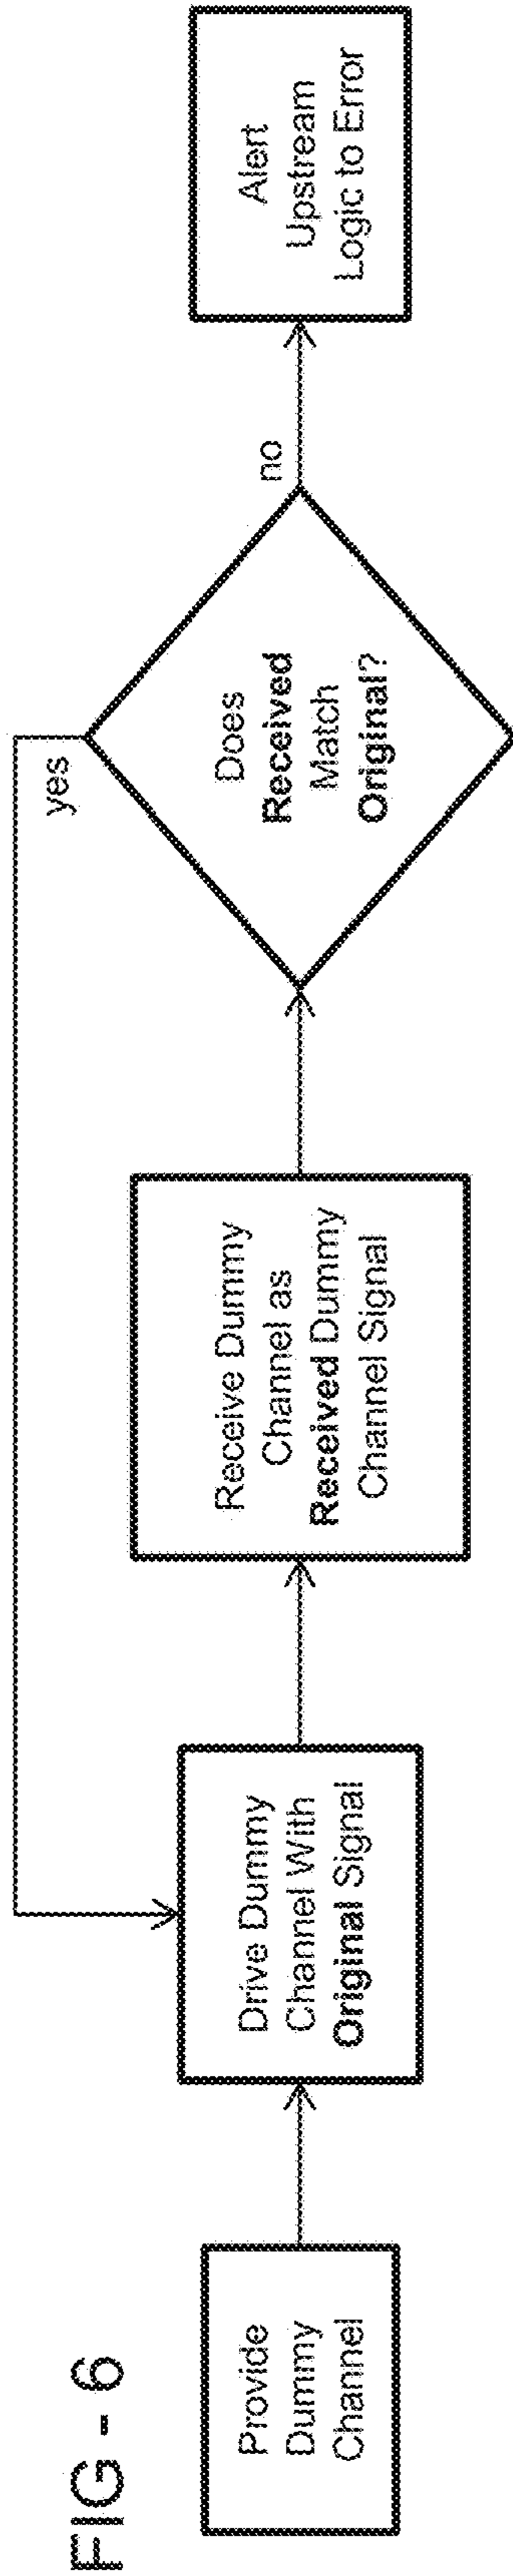 FIG - 6
Provide
Dummy
Channel
Drive Dummy
Channel With
Original Signal
Receive Dummy
Channel as
Received Dummy
Channel Signal
Does
Received
Match
Original?
yes
no
Alert
Upstream
Logic to Error